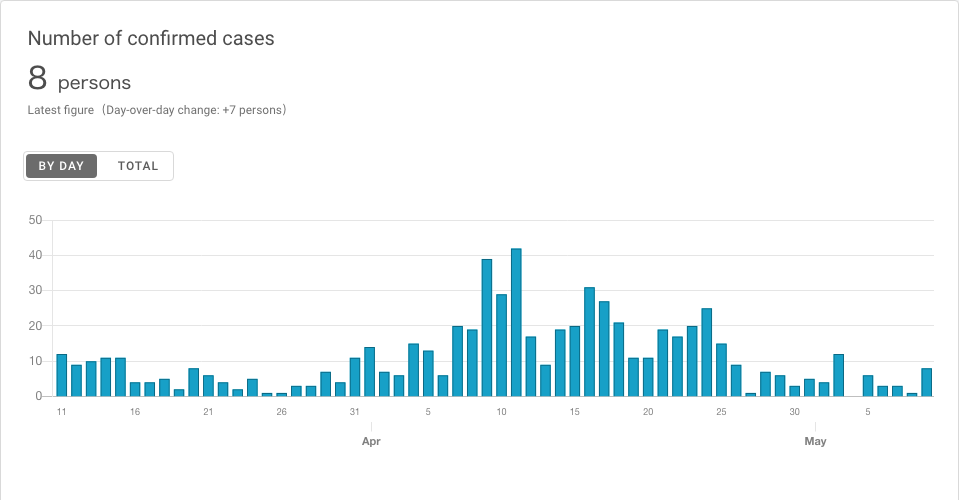 Number of confirmed cases
8 persons
Latest figure（Day-over-day change: +7 persons）
BY DAY TOTAL
50
40
30
20
10
0
11 16 21 26 31 5 10 15 20 25 30 5
Apr May